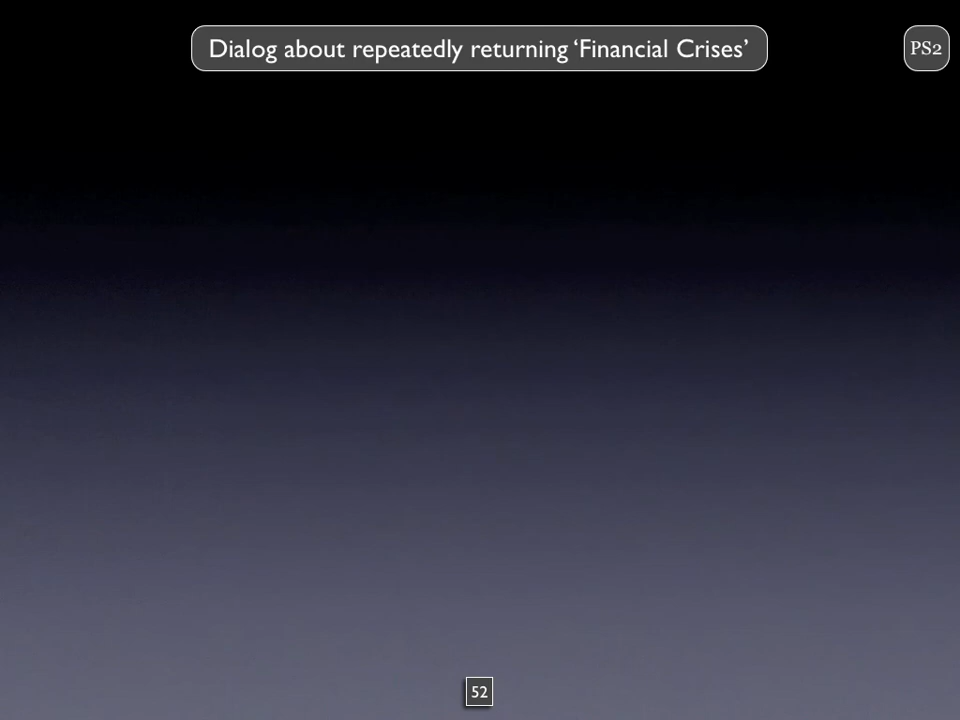 Dialog about repeatedly returning ‘Financial Crises’
PS2
52